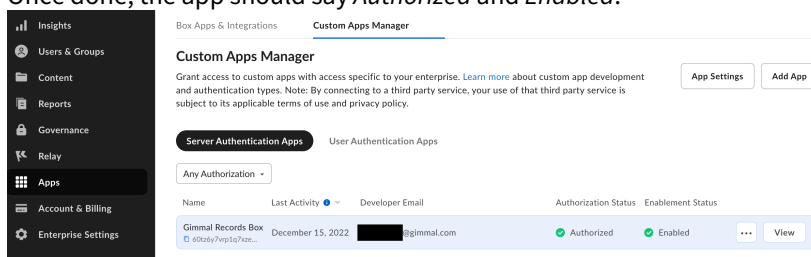 Once done, the app should say Authorized and Enabled.
Insights
Users & Groups
Content
Reports
Governance
Relay
Apps
Account & Billing
Enterprise Settings
Box Apps & Integrations Custom Apps Manager
Custom Apps Manager
Grant access to custom apps with access specific to your enterprise. Learn more about custom app development
and authentication types. Note: By connecting to a third party service, your use of that third party service is
subject to its applicable terms of use and privacy policy.
App Settings Add App
Server Authentication Apps User Authentication Apps
Any Authorization
Name Last Activity Developer Email Authorization Status Enablement Status
Gimmal Records Box December 15, 2022 @gimmal.com Authorized Enabled ... View
60tz6y7vrp1q7xze...